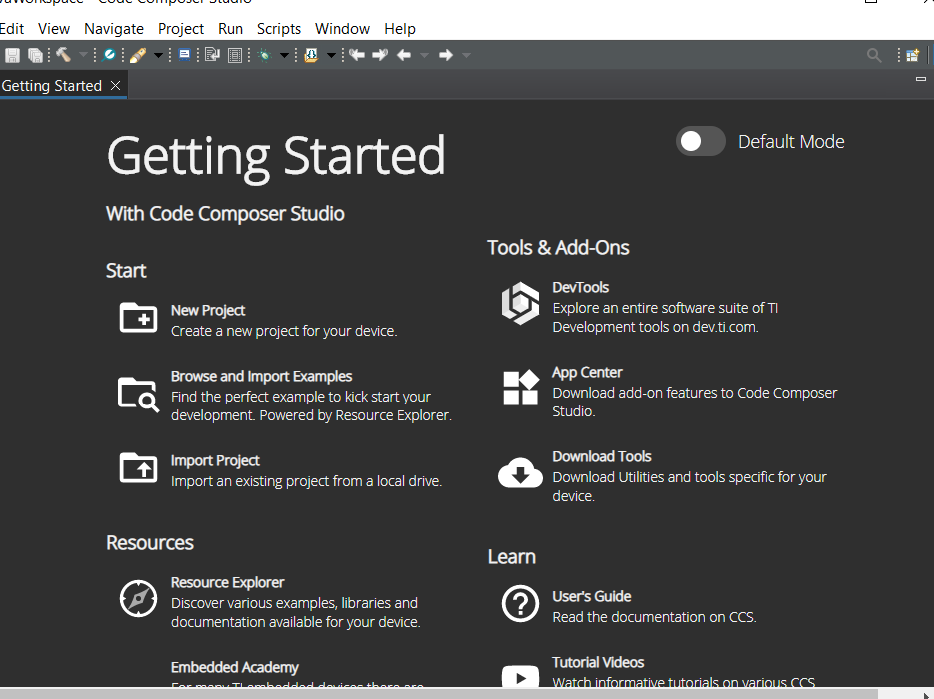 Code Composer Studio
Edit View Navigate Project Run Scripts Window Help
Getting Started
Getting Started
Default Mode
With Code Composer Studio
Start
New Project
Create a new project for your device.
Browse and Import Examples
Find the perfect example to kick start your
development. Powered by Resource Explorer.
Import Project
Import an existing project from a local drive.
Resources
Resource Explorer
Discover various examples, libraries and
documentation available for your device.
Embedded Academy
For many TI embedded devices there are
Tools & Add-Ons
DevTools
Explore an entire software suite of TI
Development tools on dev.ti.com.
App Center
Download add-on features to Code Composer
Studio.
Download Tools
Download Utilities and tools specific for your
device.
Learn
User's Guide
Read the documentation on CCS.
Tutorial Videos
Watch informative tutorials on various CCS